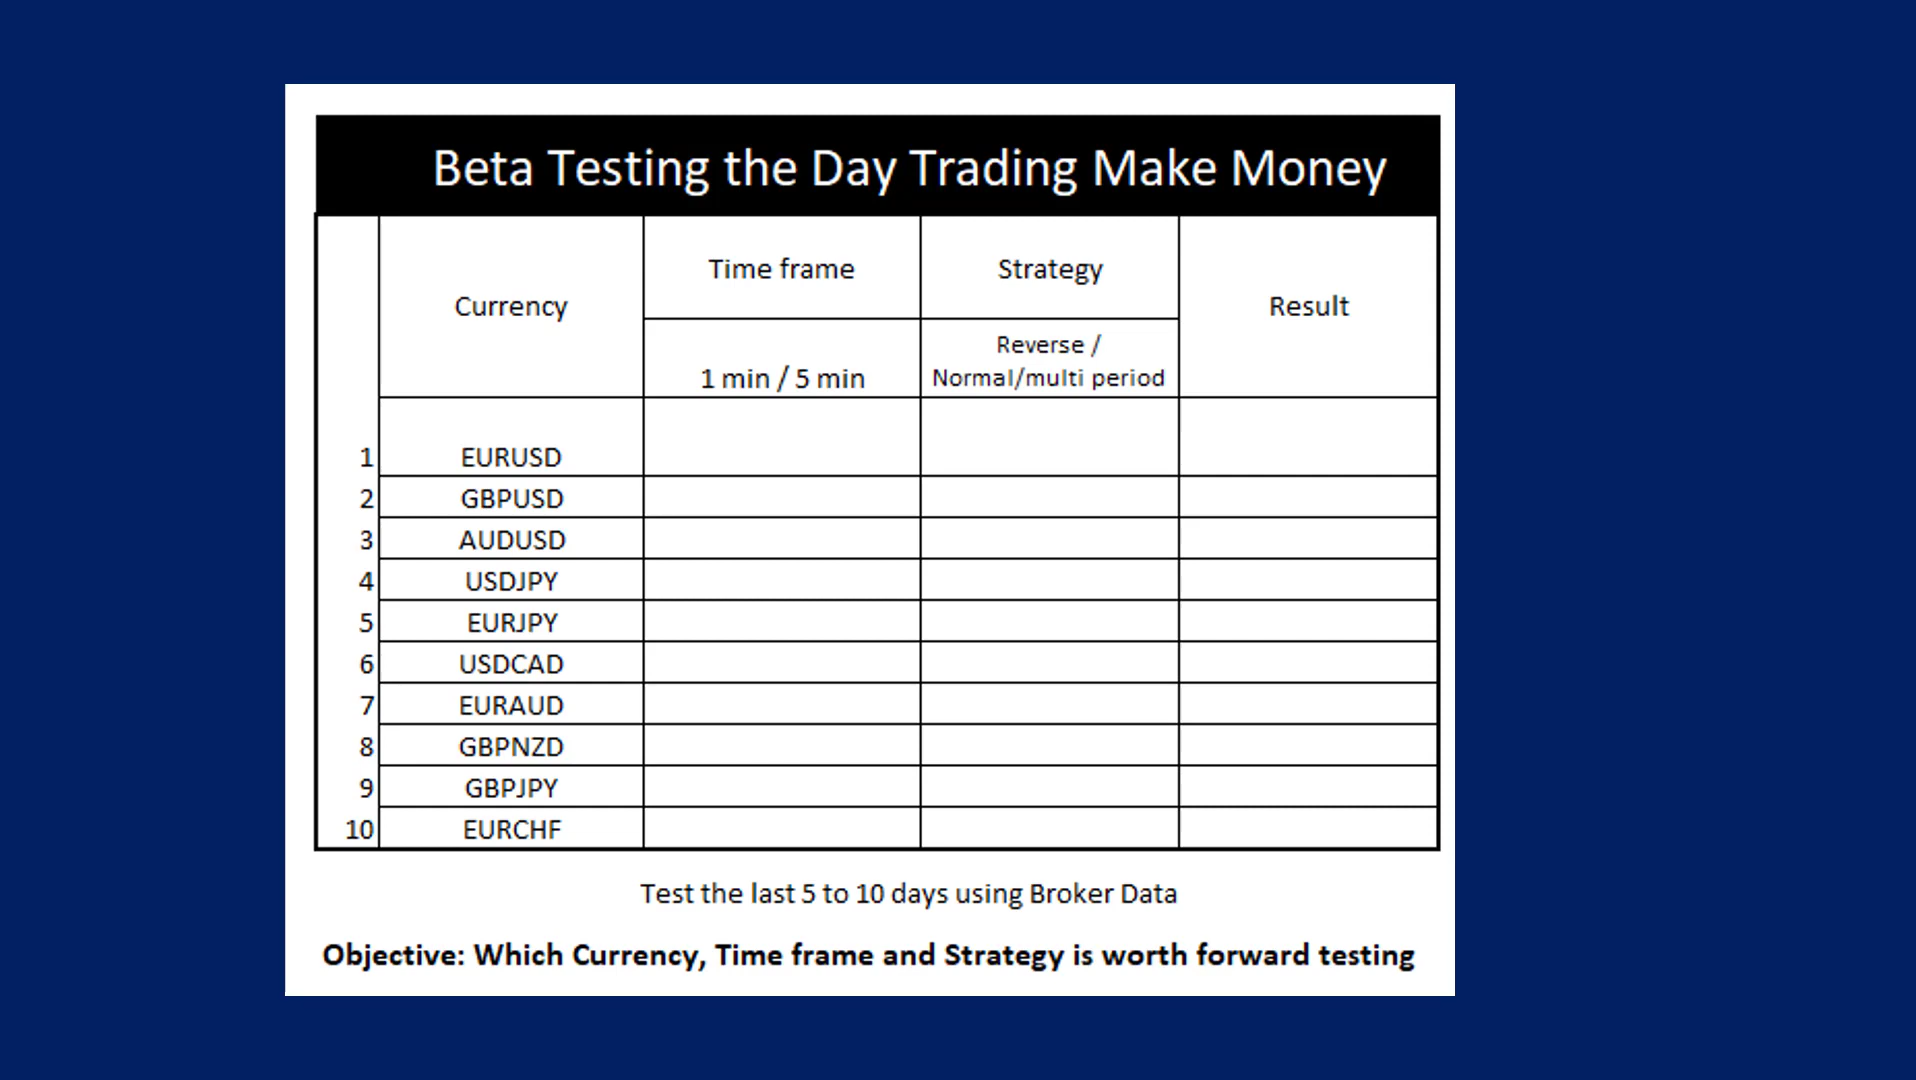 Beta Testing the Day Trading Make Money
Currency
Time frame
Strategy
Result
1 min / 5 min
Reverse /
Normal/multi period
1 EURUSD
2 GBPUSD
3 AUDUSD
4 USDJPY
5 EURJPY
6 USDCAD
7 EURAUD
8 GBPNZD
9 GBPJPY
10 EURCHF
Test the last 5 to 10 days using Broker Data
Objective: Which Currency, Time frame and Strategy is worth forward testing